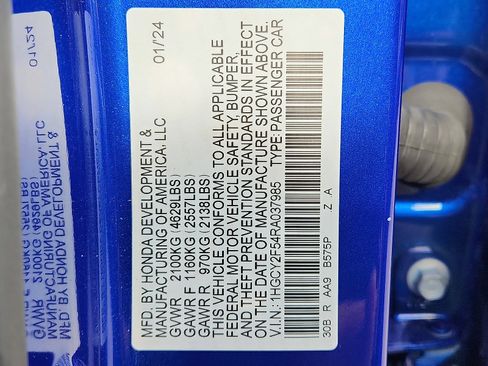 MFD. BY HONDA DEVELOPMENT & 01/24
MANUFACTURING OF AMERICA, LLC
GVWR 2100KG (4629LBS)
GAWR F 1160KG (2557LBS)
GAWR R 970KG (2138LBS)
THIS VEHICLE CONFORMS TO ALL APPLICABLE
FEDERAL MOTOR VEHICLE SAFETY, BUMPER,
AND THEFT PREVENTION STANDARDS IN EFFECT
ON THE DATE OF MANUFACTURE SHOWN ABOVE.
V.I.N.: 1HGCY2F54RA037985 TYPE: PASSENGER CAR
30B R AA9 B575P Z A